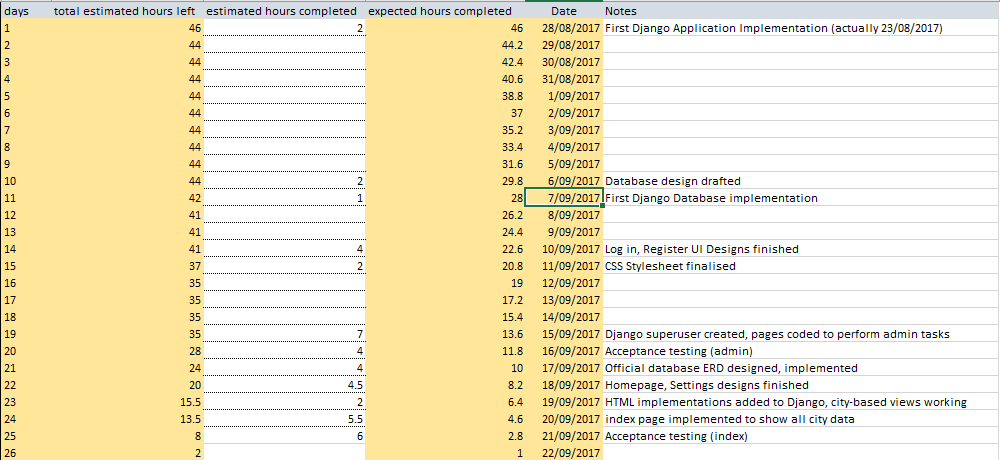 days total estimated hours left estimated hours completed expected hours completed Date Notes
1 46 2 46 28/08/2017 First Django Application Implementation (actually 23/08/2017)
2 44 44.2 29/08/2017
3 44 42.4 30/08/2017
4 44 40.6 31/08/2017
5 44 38.8 1/09/2017
6 44 37 2/09/2017
7 44 35.2 3/09/2017
8 44 33.4 4/09/2017
9 44 31.6 5/09/2017
10 44 2 29.8 6/09/2017 Database design drafted
11 42 1 28 7/09/2017 First Django Database implementation
12 41 26.2 8/09/2017
13 41 24.4 9/09/2017
14 41 4 22.6 10/09/2017 Log in, Register UI Designs finished
15 37 2 20.8 11/09/2017 CSS Stylesheet finalised
16 35 19 12/09/2017
17 35 17.2 13/09/2017
18 35 15.4 14/09/2017
19 35 7 13.6 15/09/2017 Django superuser created, pages coded to perform admin tasks
20 28 4 11.8 16/09/2017 Acceptance testing (admin)
21 24 4 10 17/09/2017 Official database ERD designed, implemented
22 20 4.5 8.2 18/09/2017 Homepage, Settings designs finished
23 15.5 2 6.4 19/09/2017 HTML implementations added to Django, city-based views working
24 13.5 5.5 4.6 20/09/2017 index page implemented to show all city data
25 8 6 2.8 21/09/2017 Acceptance testing (index)
26 2 1 22/09/2017